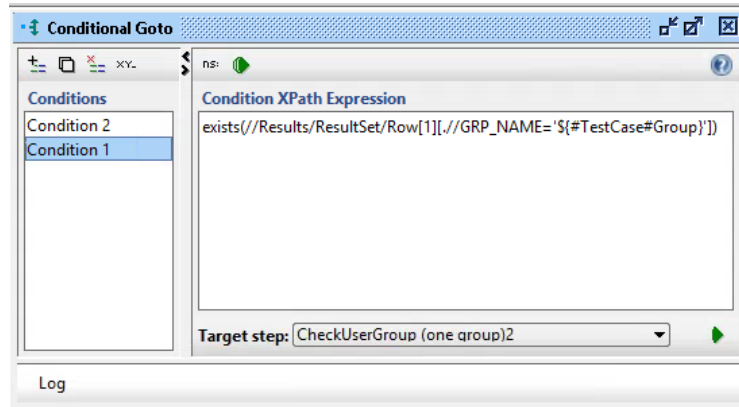 Conditional Goto
XY-
ns:
Conditions
Condition XPath Expression
Condition 2
Condition 1
exists(//Results/ResultSet/Row[1][.//GRP_NAME='${#TestCase#Group}'])
Target step:
CheckUserGroup (one group)2
Log